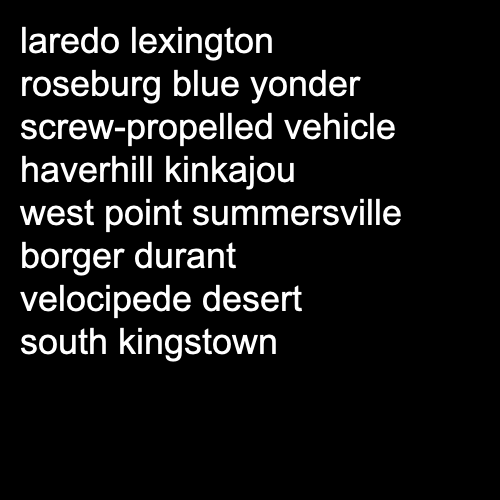 laredo lexington
roseburg blue yonder
screw-propelled vehicle
haverhill kinkajou
west point summersville
borger durant
velocipede desert
south kingstown